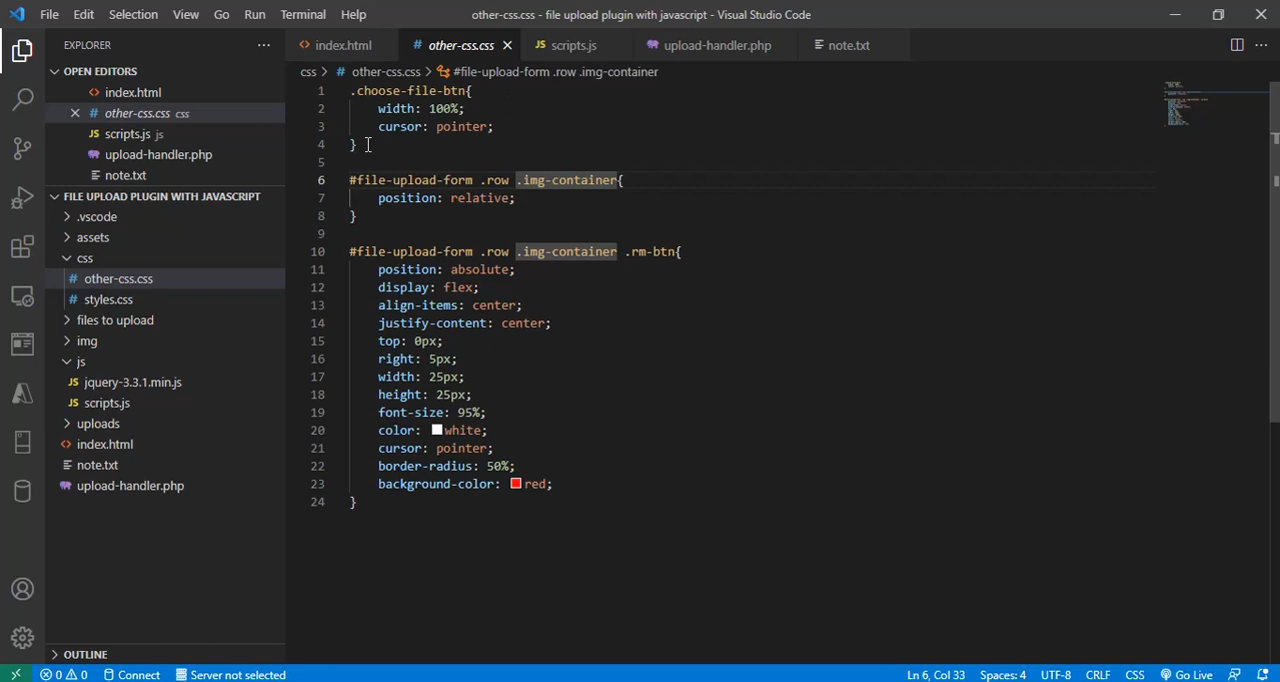 File Edit Selection View Go Run Terminal Help
other-css.css - file upload plugin with javascript - Visual Studio Code
EXPLORER
OPEN EDITORS
index.html
other-css.css css
scripts.js js
upload-handler.php
note.txt
FILE UPLOAD PLUGIN WITH JAVASCRIPT
.vscode
assets
css
# other-css.css
# styles.css
files to upload
img
js
JS jquery-3.3.1.min.js
JS scripts.js
uploads
index.html
note.txt
upload-handler.php
OUTLINE
index.html # other-css.css JS scripts.js upload-handler.php note.txt
css > # other-css.css > #file-upload-form .row .img-container
1 .choose-file-btn{
2 width: 100%;
3 cursor: pointer;
4 }
5
6 #file-upload-form .row .img-container{
7 position: relative;
8 }
9
10 #file-upload-form .row .img-container .rm-btn{
11 position: absolute;
12 display: flex;
13 align-items: center;
14 justify-content: center;
15 top: 0px;
16 right: 5px;
17 width: 25px;
18 height: 25px;
19 font-size: 95%;
20 color: white;
21 cursor: pointer;
22 border-radius: 50%;
23 background-color: red;
24 }
0 0 Connect Server not selected Ln 6, Col 33 Spaces: 4 UTF-8 CRLF CSS Go Live